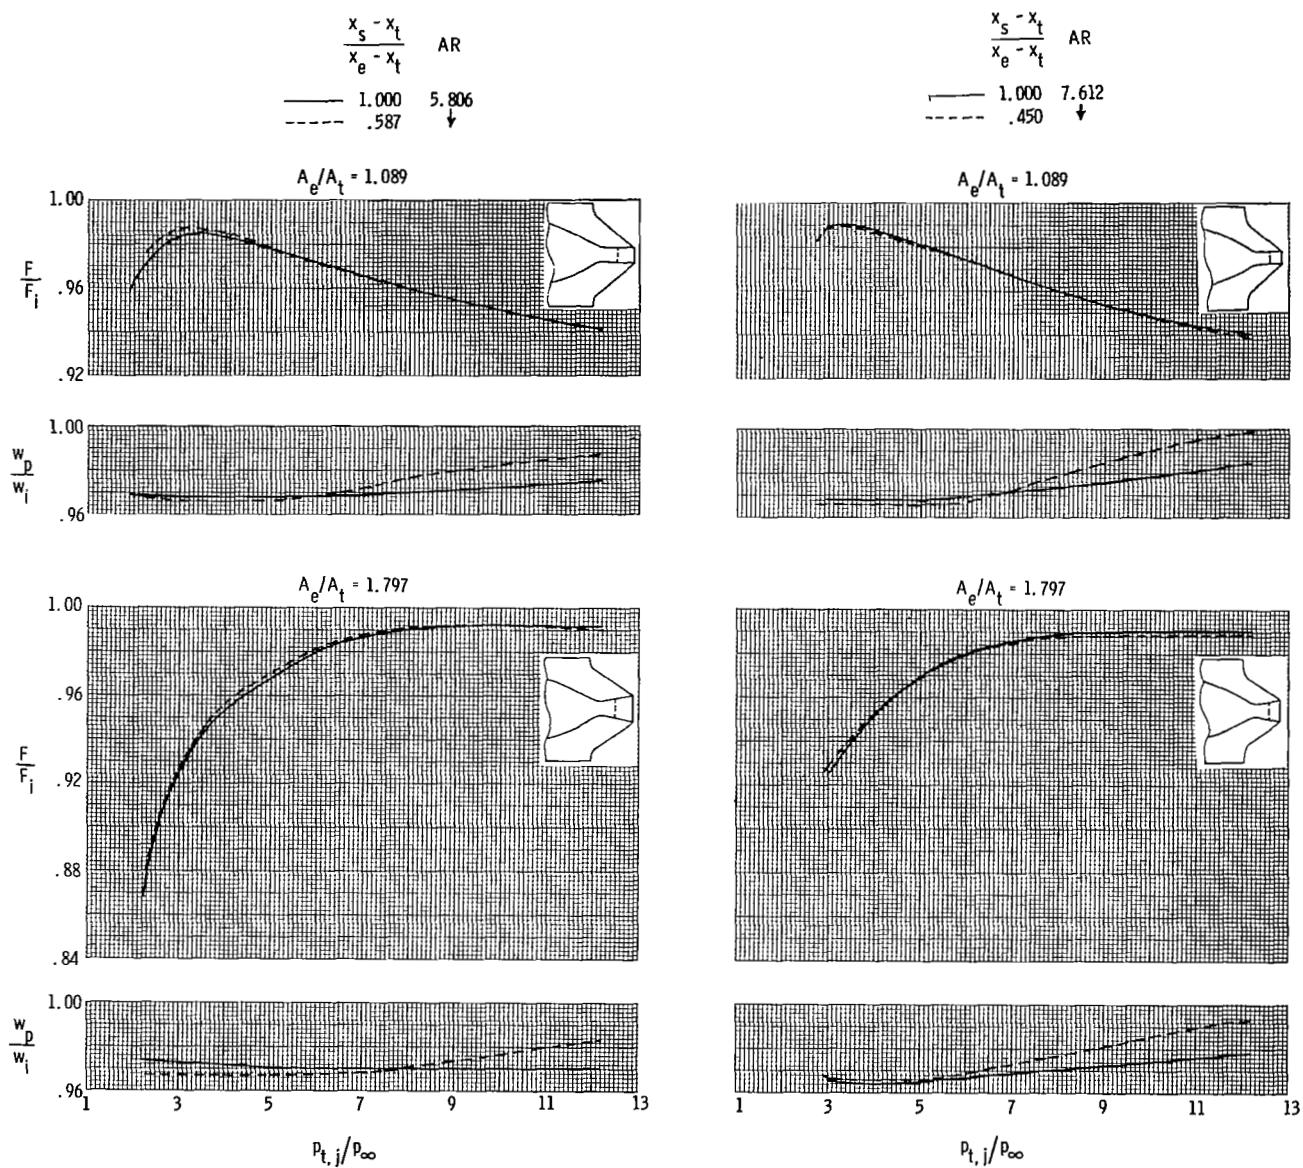 x_s - x_t
x_e - x_t
AR
1.000 5.806
.587
x_s - x_t
x_e - x_t
AR
1.000 7.612
.450
A_e/A_t = 1.089
A_e/A_t = 1.089
1.00
.96
.92
F
F_i
1.00
.96
w_p
w_i
A_e/A_t = 1.797
A_e/A_t = 1.797
1.00
.96
.92
.88
.84
F
F_i
1.00
.96
w_p
w_i
1 3 5 7 9 11 13
1 3 5 7 9 11 13
p_t,j/p_∞
p_t,j/p_∞